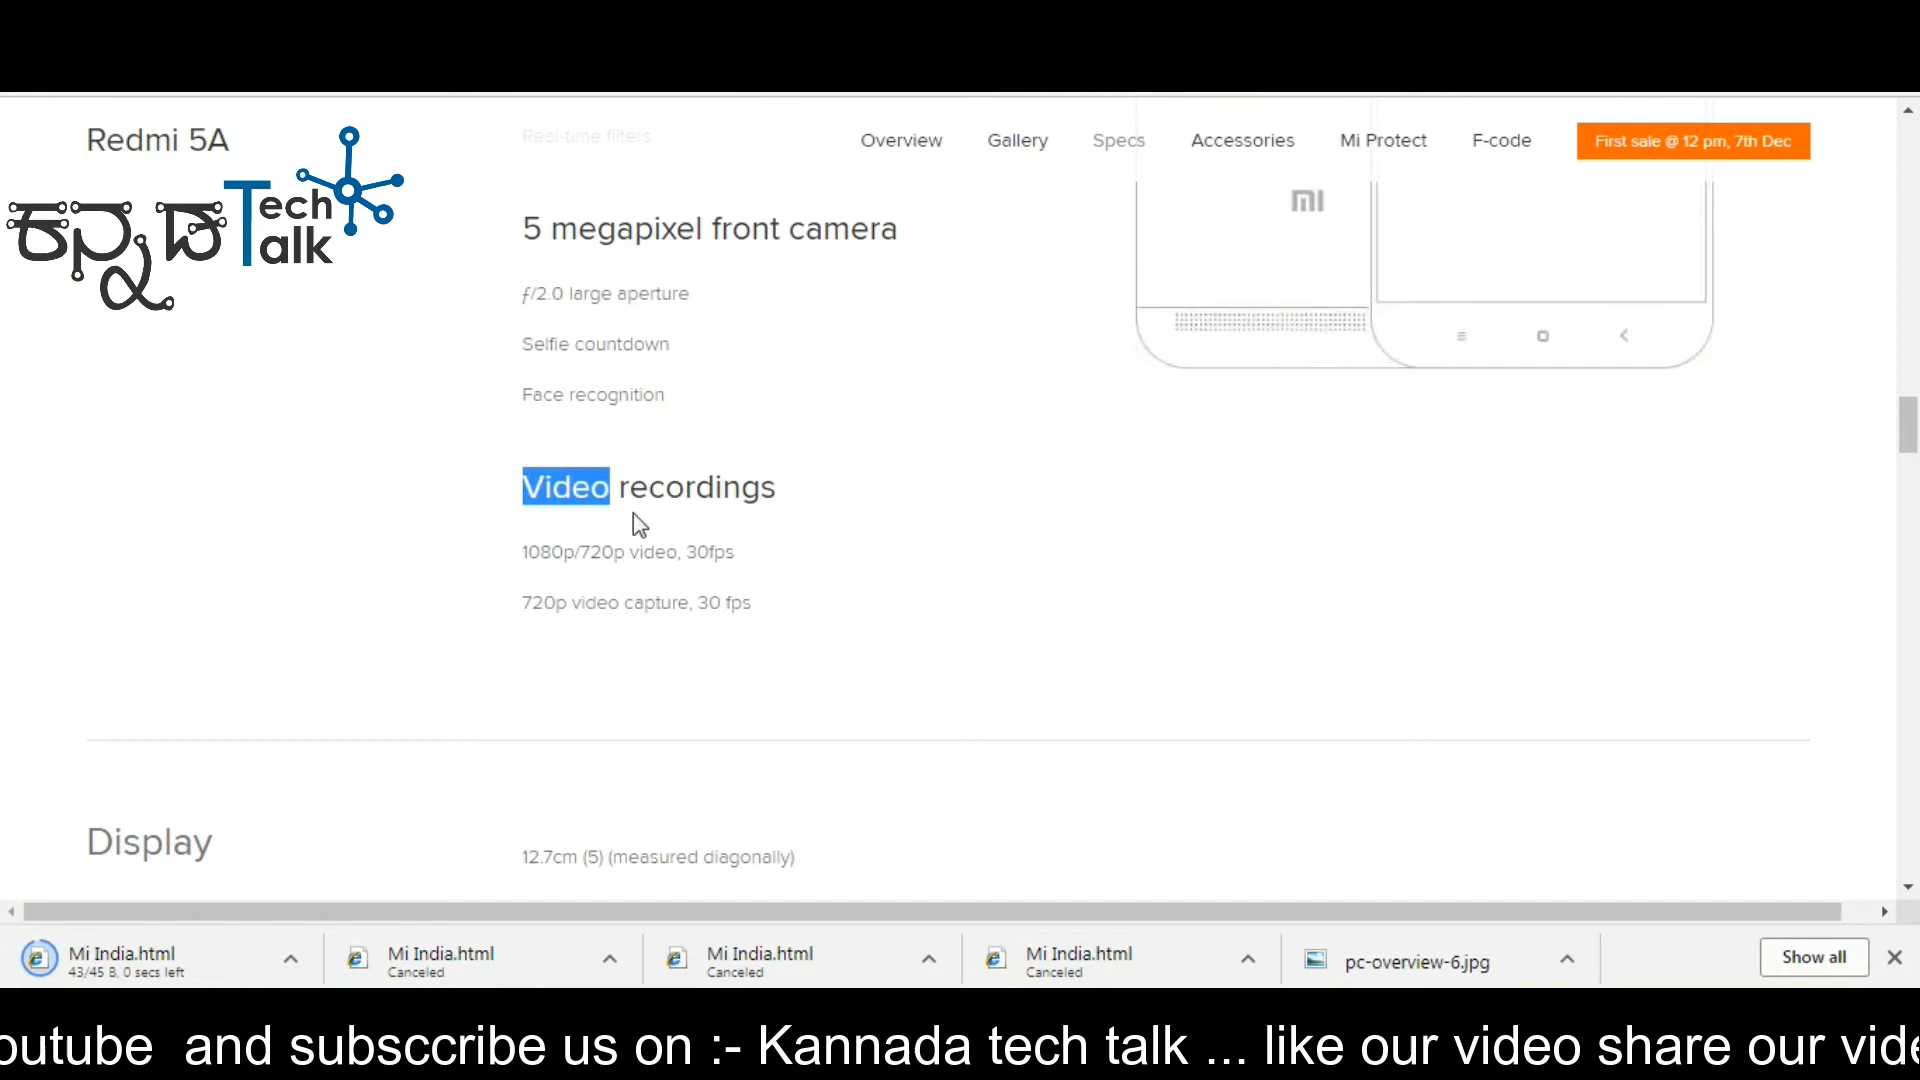 Redmi 5A
Real-time filters
Overview
Gallery
Specs
Accessories
Mi Protect
F-code
First sale @ 12 pm, 7th Dec
ಕನ್ನಡ Tech Talk
5 megapixel front camera
ƒ/2.0 large aperture
Selfie countdown
Face recognition
Video recordings
1080p/720p video, 30fps
720p video capture, 30 fps
Display
12.7cm (5) (measured diagonally)
Mi India.html
43/45 B, 0 secs left
Mi India.html
Canceled
Mi India.html
Canceled
Mi India.html
Canceled
pc-overview-6.jpg
Show all
outube and subsccribe us on :- Kannada tech talk ... like our video share our vide